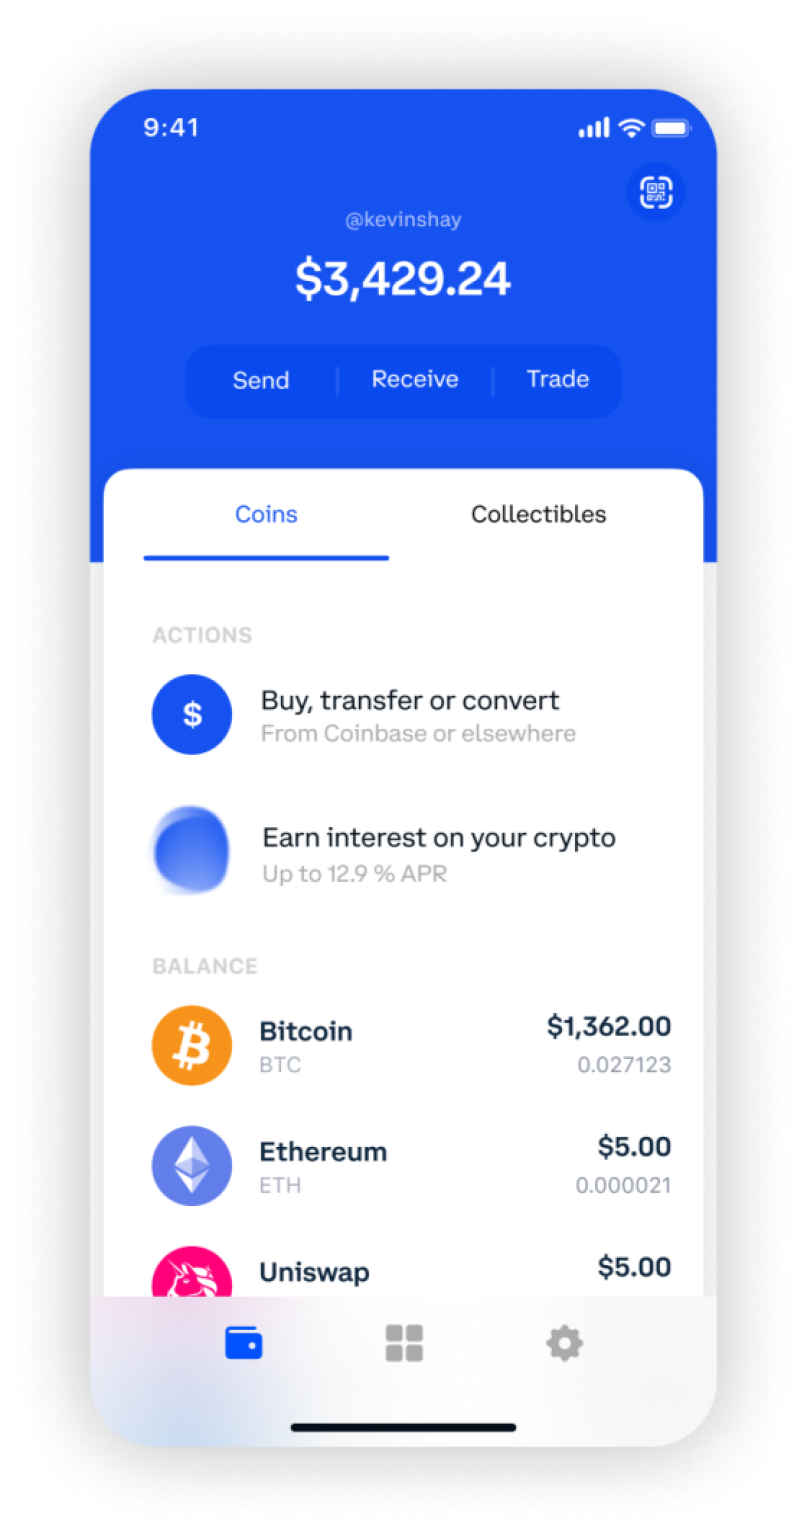 9:41
@kevinshay
$3,429.24
Send Receive Trade
Coins Collectibles
ACTIONS
$
Buy, transfer or convert
From Coinbase or elsewhere
Earn interest on your crypto
Up to 12.9 % APR
BALANCE
Bitcoin $1,362.00
BTC 0.027123
Ethereum $5.00
ETH 0.000021
Uniswap $5.00